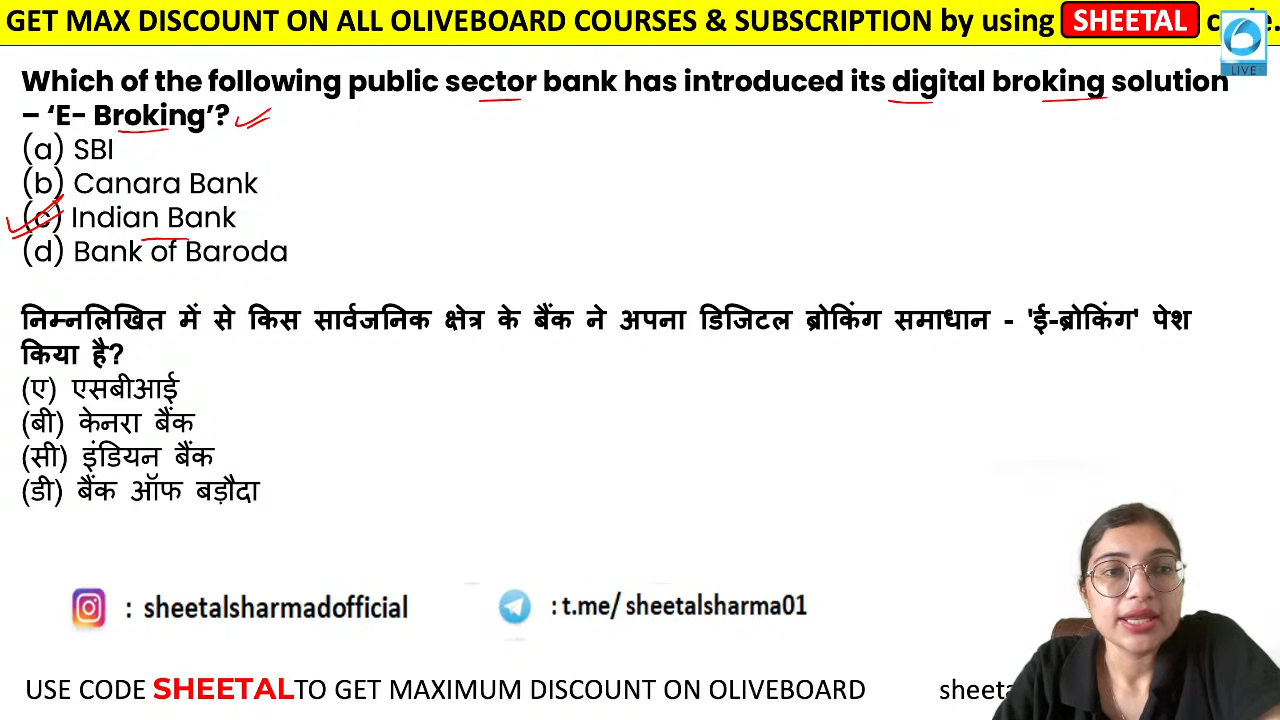 GET MAX DISCOUNT ON ALL OLIVEBOARD COURSES & SUBSCRIPTION by using SHEETAL code.
LIVE
Which of the following public sector bank has introduced its digital broking solution
– ‘E- Broking’?
(a) SBI
(b) Canara Bank
(c) Indian Bank
(d) Bank of Baroda
निम्नलिखित में से किस सार्वजनिक क्षेत्र के बैंक ने अपना डिजिटल ब्रोकिंग समाधान - 'ई-ब्रोकिंग' पेश
किया है?
(ए) एसबीआई
(बी) केनरा बैंक
(सी) इंडियन बैंक
(डी) बैंक ऑफ बड़ौदा
: sheetalsharmadofficial
: t.me/ sheetalsharma01
USE CODE SHEETAL TO GET MAXIMUM DISCOUNT ON OLIVEBOARD